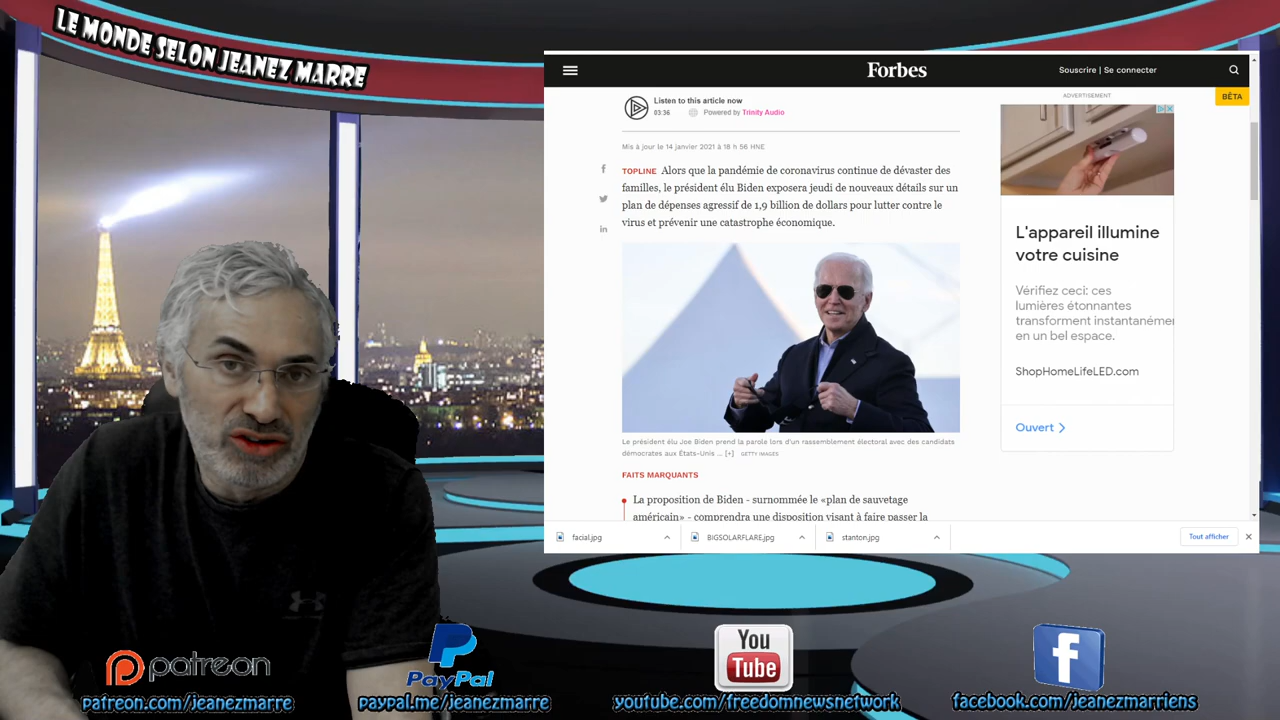 LE MONDE SELON JEANEZ MARRE
Forbes
Souscrire | Se connecter
BÊTA
Listen to this article now
03:36
Powered by Trinity Audio
Mis à jour le 14 janvier 2021 à 18 h 56 HNE
TOPLINE Alors que la pandémie de coronavirus continue de dévaster des
familles, le président élu Biden exposera jeudi de nouveaux détails sur un
plan de dépenses agressif de 1,9 billion de dollars pour lutter contre le
virus et prévenir une catastrophe économique.
Le président élu Joe Biden prend la parole lors d'un rassemblement électoral avec des candidats
démocrates aux États-Unis ... [+] GETTY IMAGES
FAITS MARQUANTS
La proposition de Biden - surnommée le «plan de sauvetage
américain» - comprendra une disposition visant à faire passer la
ADVERTISEMENT
L'appareil illumine
votre cuisine
Vérifiez ceci: ces
lumières étonnantes
transforment instantanémer
en un bel espace.
ShopHomeLifeLED.com
Ouvert
facial.jpg
BIGSOLARFLARE.jpg
stanton.jpg
Tout afficher
patreon
PayPal
You
Tube
patreon.com/jeanezmarre
paypal.me/jeanezmarre
youtube.com/freedomnewsnetwork
facebook.com/jeanezmarriens